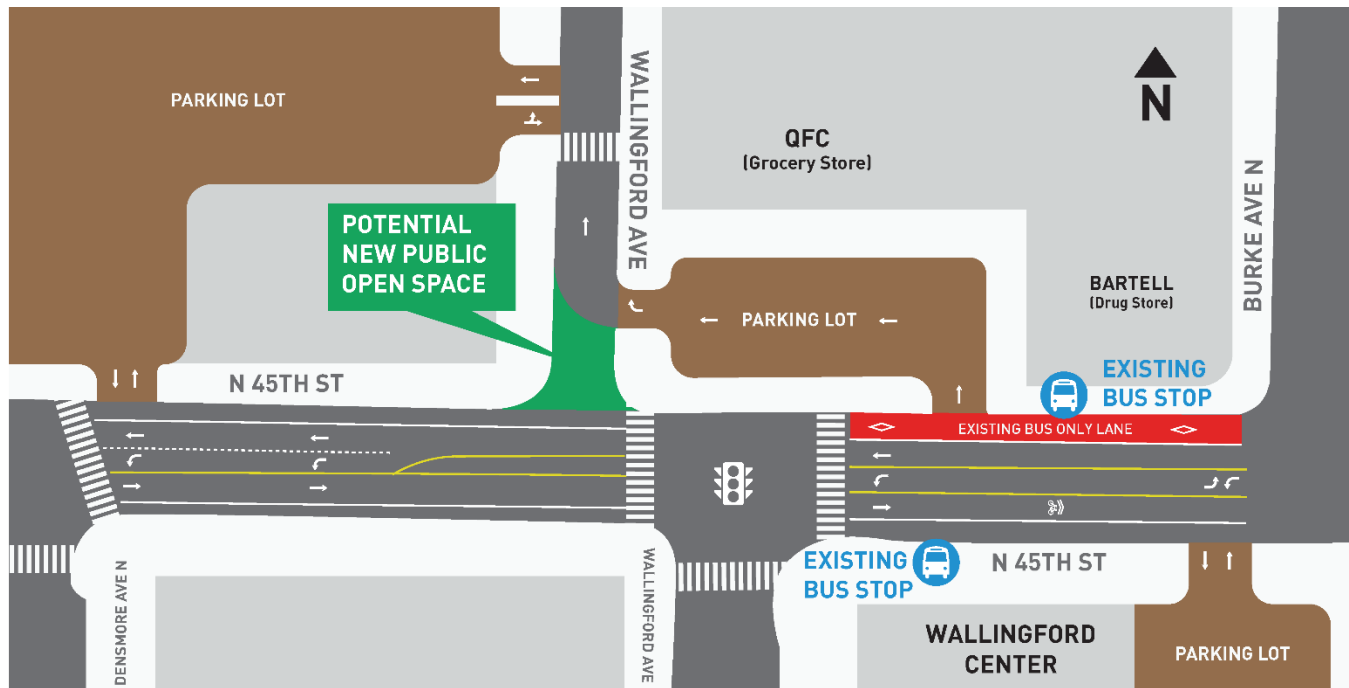 PARKING LOT
WALLINGFORD AVE
QFC
(Grocery Store)
N
BURKE AVE N
POTENTIAL
NEW PUBLIC
OPEN SPACE
BARTELL
(Drug Store)
PARKING LOT
N 45TH ST
EXISTING
BUS STOP
EXISTING BUS ONLY LANE
EXISTING
BUS STOP
N 45TH ST
DENSMORE AVE N
WALLINGFORD AVE
WALLINGFORD
CENTER
PARKING LOT